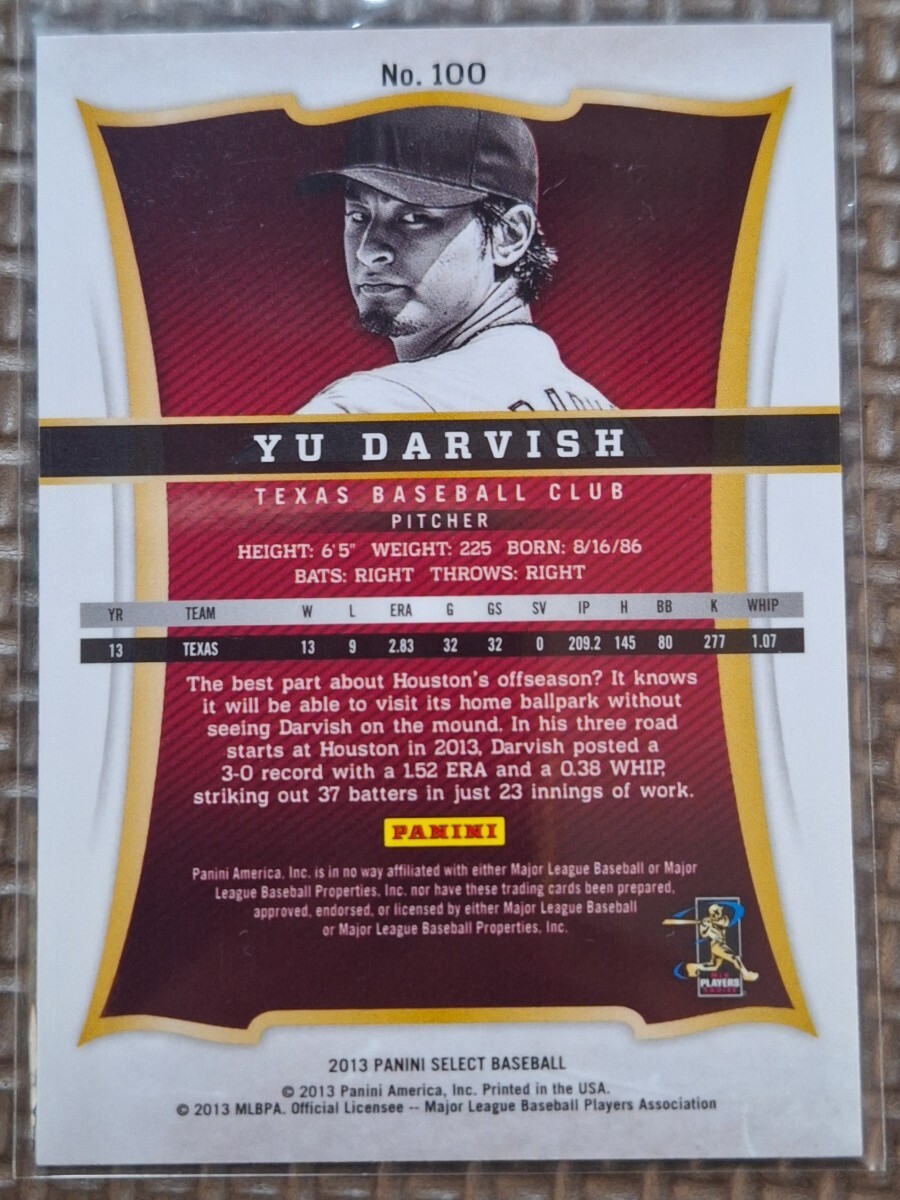 No. 100
YU DARVISH
TEXAS BASEBALL CLUB
PITCHER
HEIGHT: 6'5" WEIGHT: 225 BORN: 8/16/86
BATS: RIGHT THROWS: RIGHT
YR TEAM W L ERA G GS SV IP H BB K WHIP
13 TEXAS 13 9 2.83 32 32 0 209.2 145 80 277 1.07
The best part about Houston's offseason? It knows
it will be able to visit its home ballpark without
seeing Darvish on the mound. In his three road
starts at Houston in 2013, Darvish posted a
3-0 record with a 1.52 ERA and a 0.38 WHIP,
striking out 37 batters in just 23 innings of work.
PANINI
Panini America, Inc. is in no way affiliated with either Major League Baseball or Major
League Baseball Properties, Inc. nor have these trading cards been prepared,
approved, endorsed, or licensed by either Major League Baseball
or Major League Baseball Properties, Inc.
MLB
PLAYERS
CHOICE
2013 PANINI SELECT BASEBALL
© 2013 Panini America, Inc. Printed in the USA.
© 2013 MLBPA. Official Licensee -- Major League Baseball Players Association